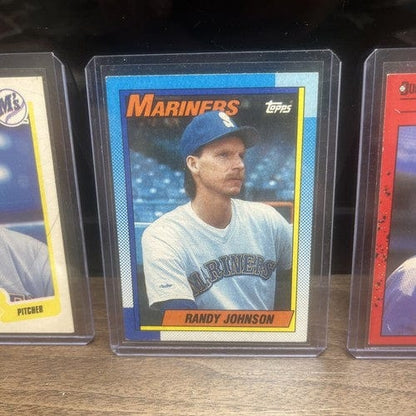 M's
PITCHER
MARINERS
topps
S
MARINERS
RANDY JOHNSON